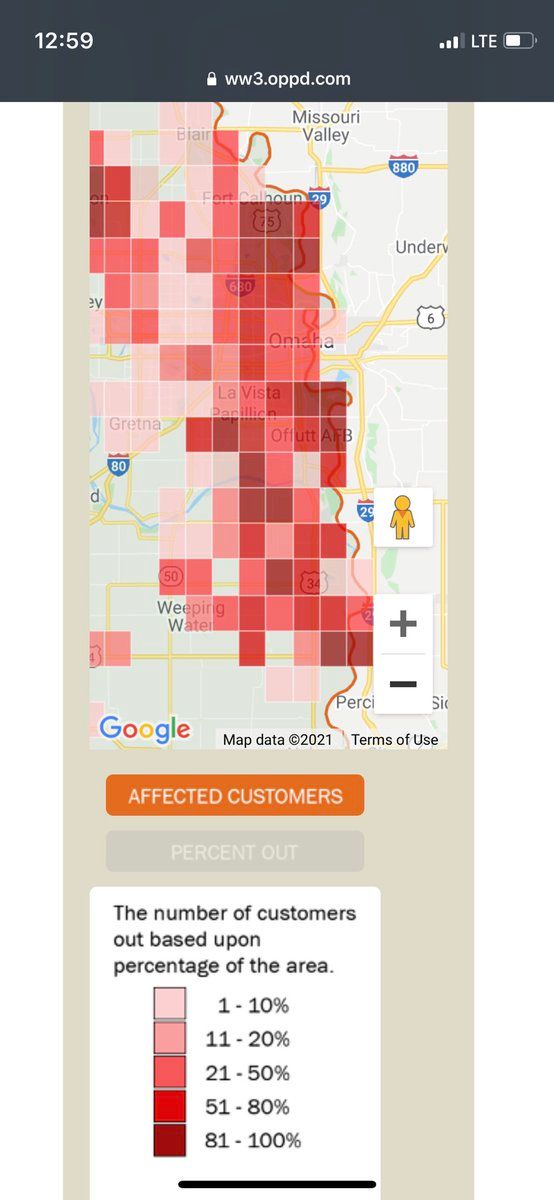 12:59
LTE
ww3.oppd.com
Missouri
Valley
Blair
880
Fort Calhoun
29
75
Underw
680
6
Omaha
La Vista
Papillion
Gretna
Offutt AFB
80
29
50
34
Weeping
Water
Perci
Google
Map data ©2021
Terms of Use
AFFECTED CUSTOMERS
PERCENT OUT
The number of customers
out based upon
percentage of the area.
1 - 10%
11 - 20%
21 - 50%
51 - 80%
81 - 100%